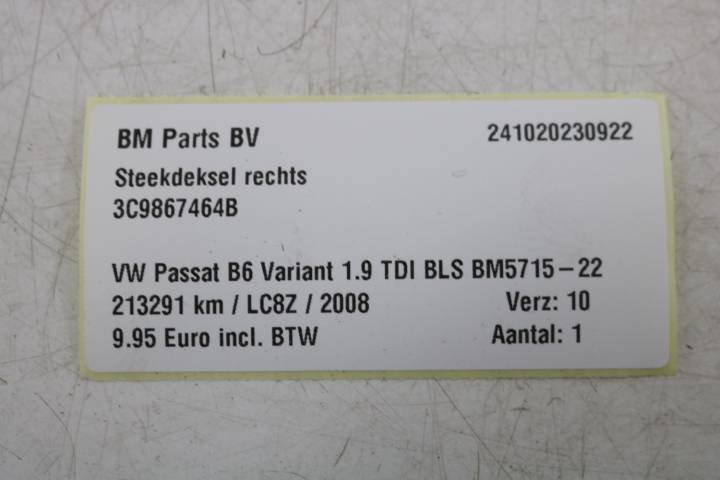 BM Parts BV 241020230922
Steekdeksel rechts
3C9867464B
VW Passat B6 Variant 1.9 TDI BLS BM5715-22
213291 km / LC8Z / 2008 Verz: 10
9.95 Euro incl. BTW Aantal: 1